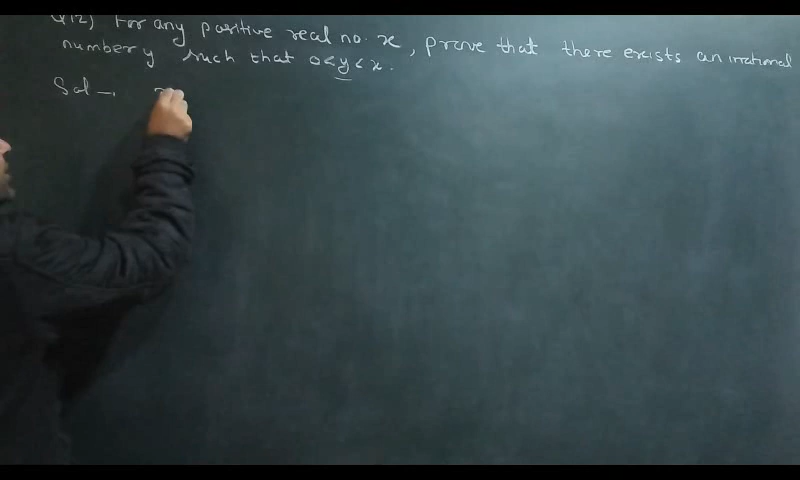 Q12) For any positive real no. x, prove that there exists an irrational
number y such that 0<y<x.
Sol →